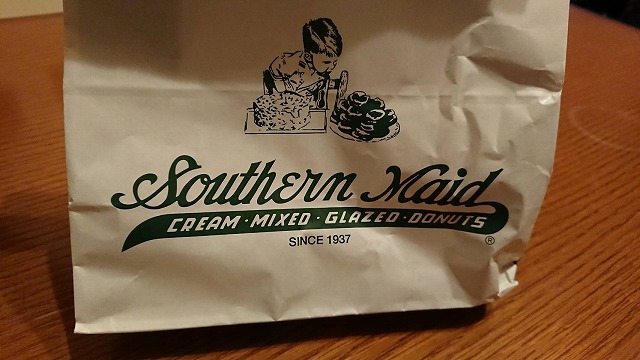 Southern Maid
CREAM · MIXED · GLAZED · DONUTS
SINCE 1937
®